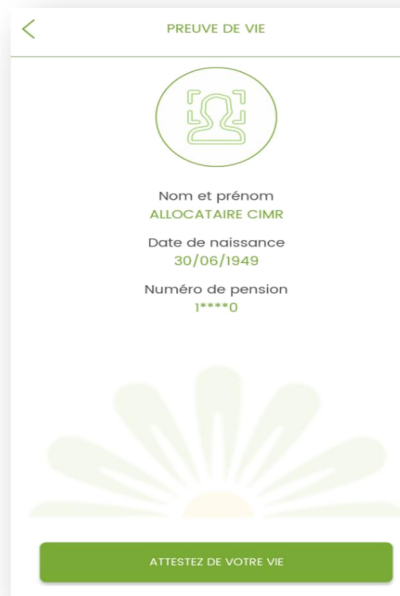 PREUVE DE VIE
Nom et prénom
ALLOCATAIRE CIMR
Date de naissance
30/06/1949
Numéro de pension
1****0
ATTESTEZ DE VOTRE VIE